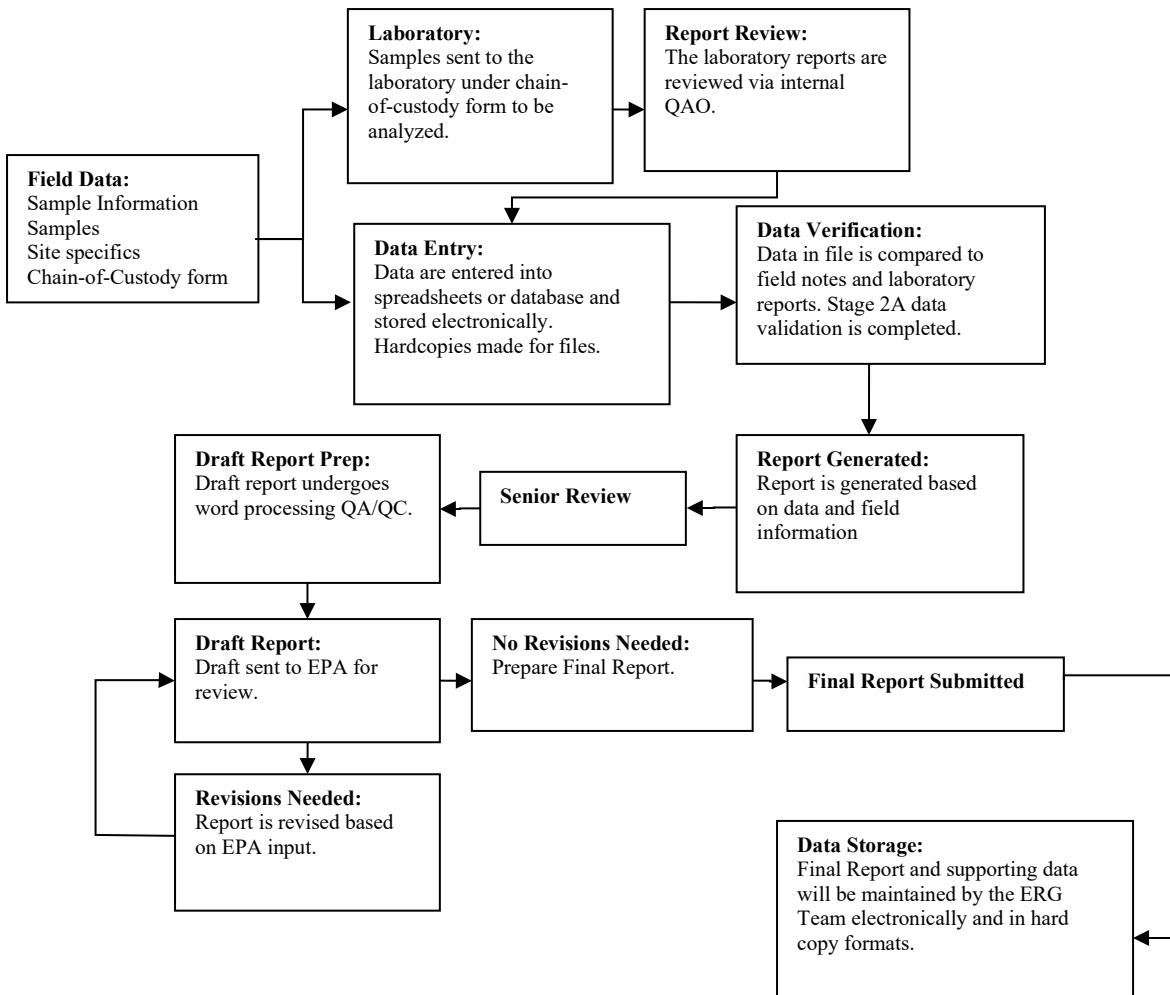 Laboratory:
Samples sent to the
laboratory under chain-
of-custody form to be
analyzed.
Report Review:
The laboratory reports are
reviewed via internal
QAO.
Field Data:
Sample Information
Samples
Site specifics
Chain-of-Custody form
Data Entry:
Data are entered into
spreadsheets or database and
stored electronically.
Hardcopies made for files.
Data Verification:
Data in file is compared to
field notes and laboratory
reports. Stage 2A data
validation is completed.
Report Generated:
Report is generated based
on data and field
information
Senior Review
Draft Report Prep:
Draft report undergoes
word processing QA/QC.
Draft Report:
Draft sent to EPA for
review.
No Revisions Needed:
Prepare Final Report.
Final Report Submitted
Revisions Needed:
Report is revised based
on EPA input.
Data Storage:
Final Report and supporting data
will be maintained by the ERG
Team electronically and in hard
copy formats.